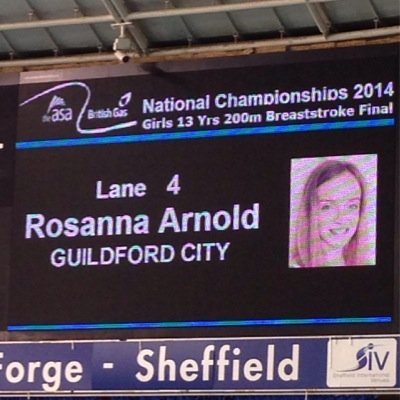 the asa
British Gas
National Championships 2014
Girls 13 Yrs 200m Breaststroke Final
Lane 4
Rosanna Arnold
GUILDFORD CITY
Forge - Sheffield
SIV
Sheffield International Venues